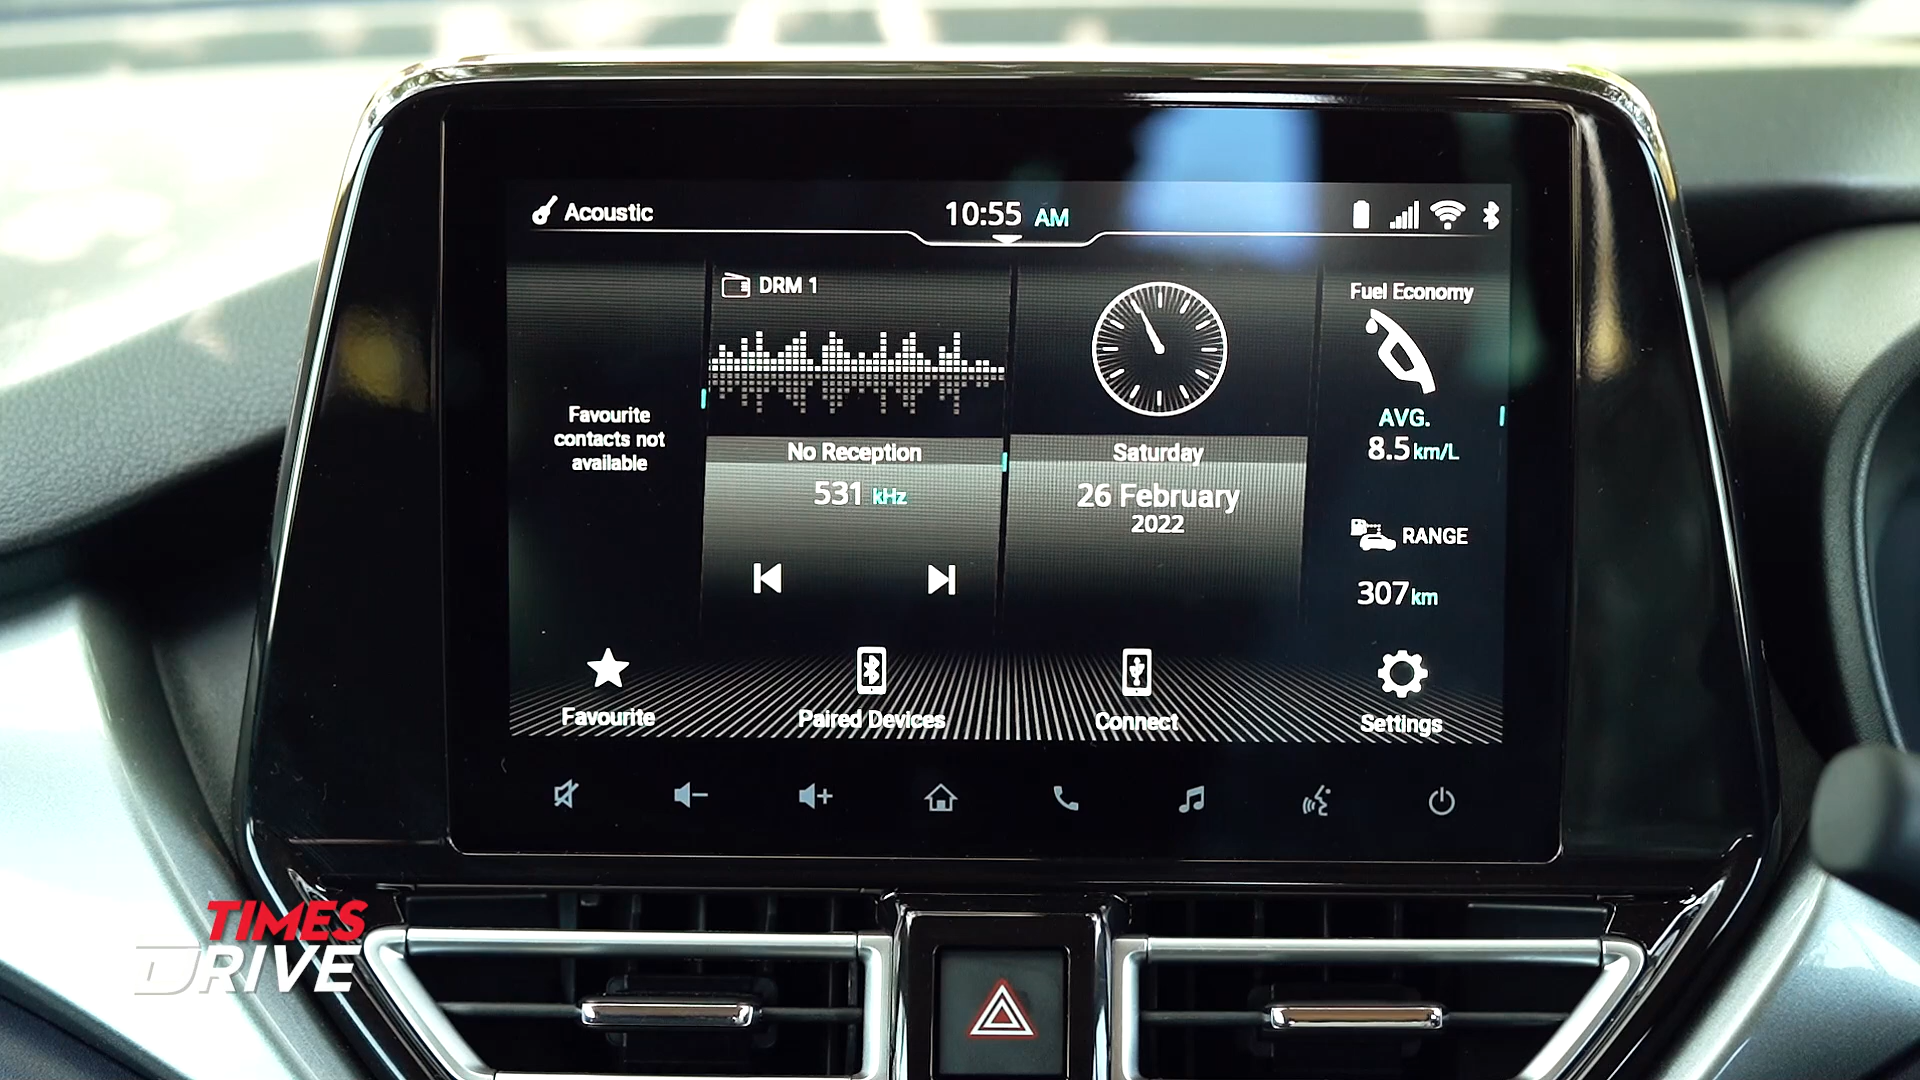 Acoustic
10:55 AM
DRM 1
No Reception
531 kHz
Favourite
contacts not
available
Saturday
26 February
2022
Fuel Economy
AVG.
8.5 km/L
RANGE
307 km
Favourite
Paired Devices
Connect
Settings
TIMES
DRIVE